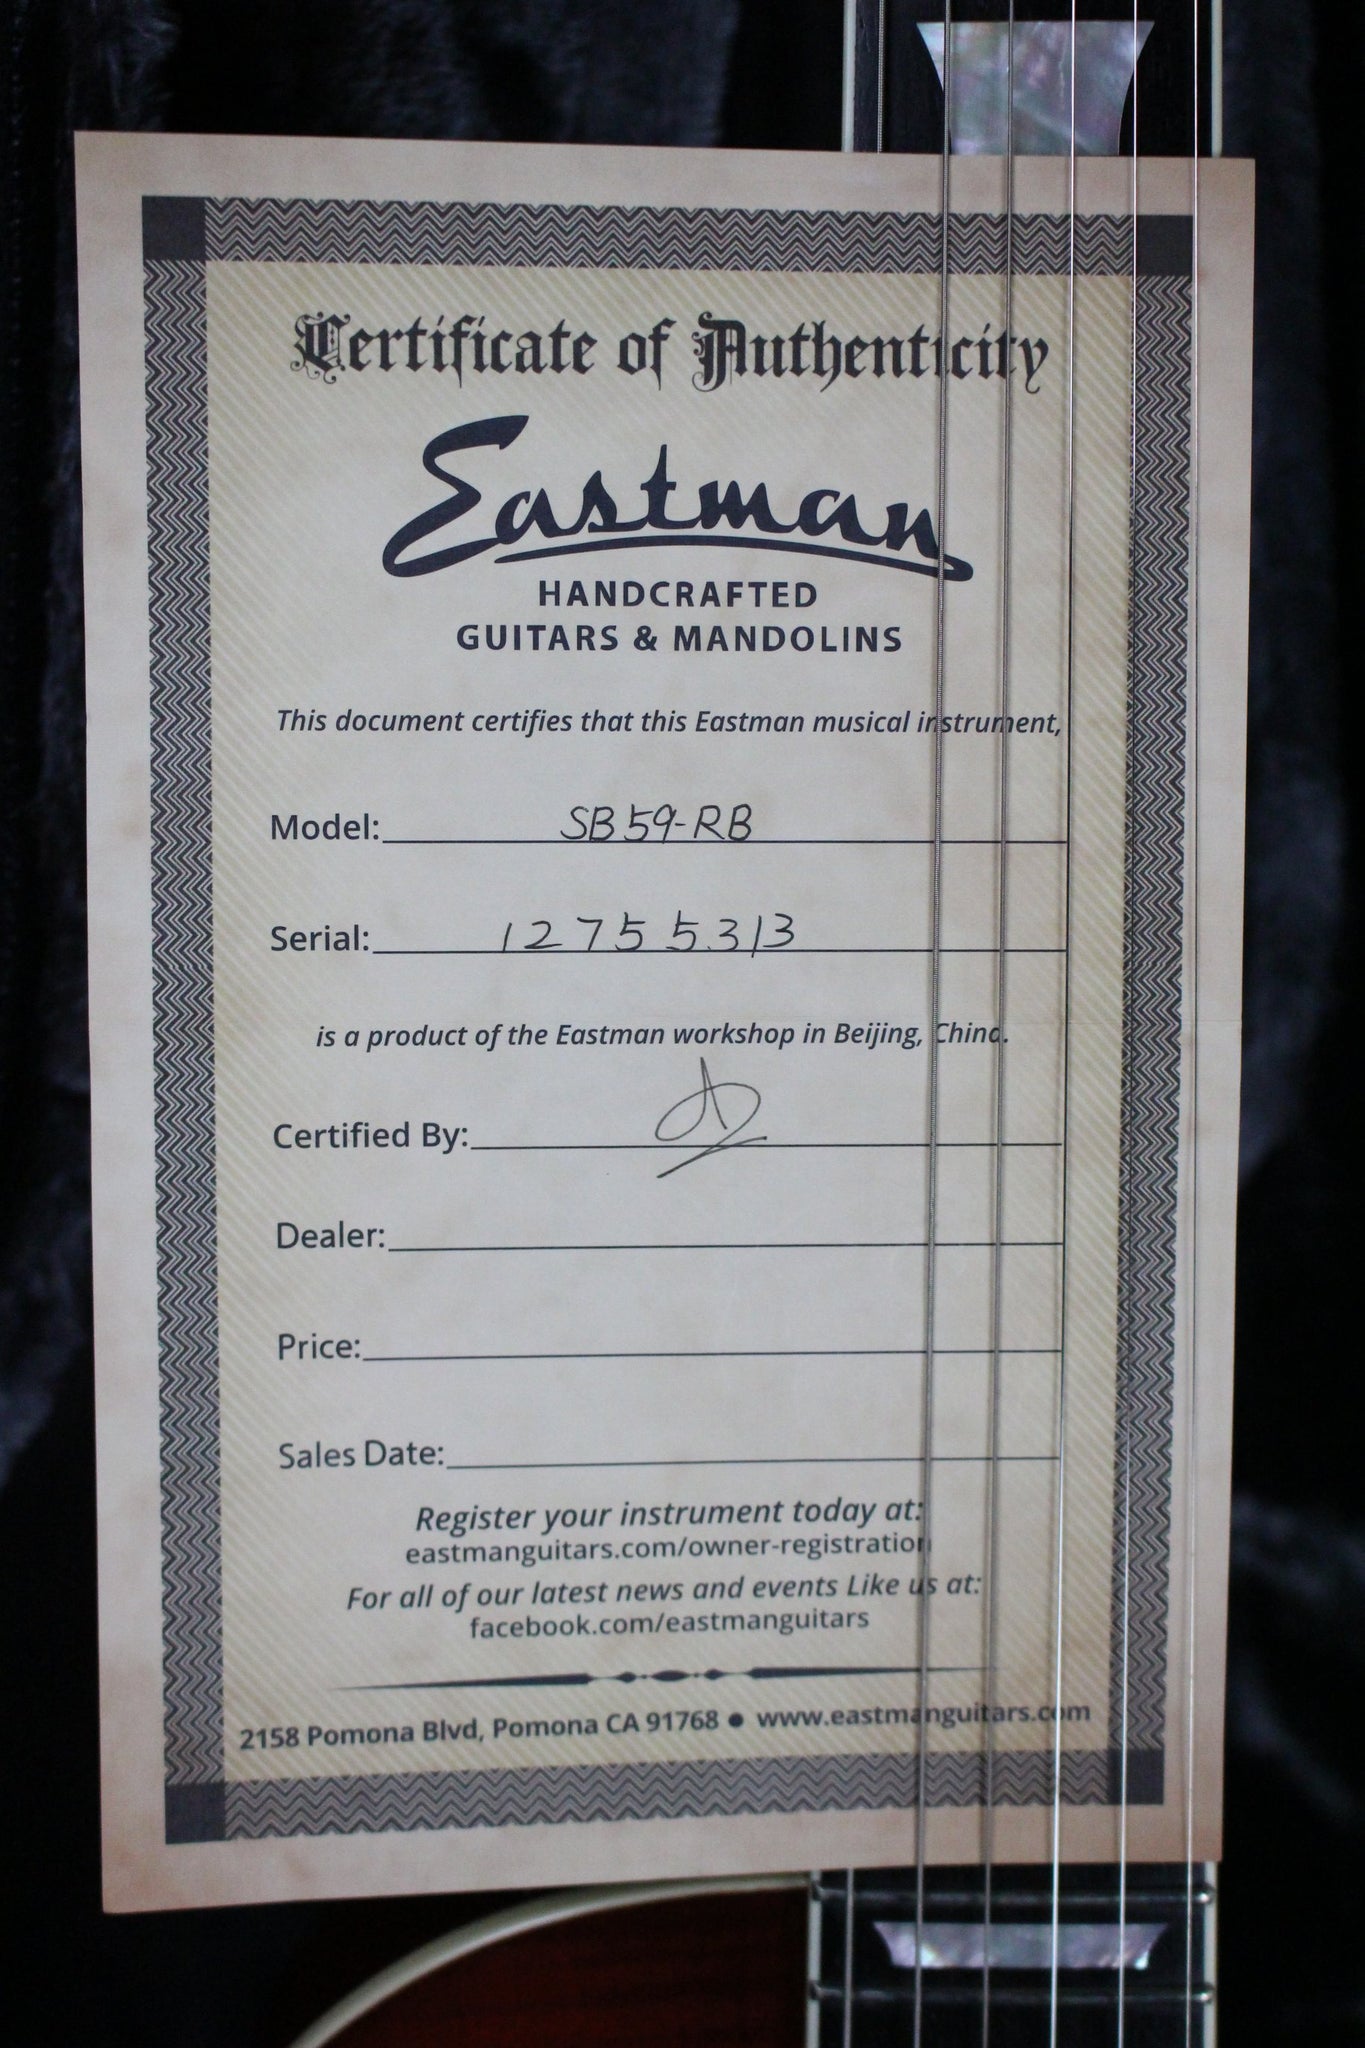 Certificate of Authenticity
Eastman
HANDCRAFTED
GUITARS & MANDOLINS
This document certifies that this Eastman musical instrument,
Model: SB59-RB
Serial: 12755313
is a product of the Eastman workshop in Beijing, China.
Certified By:
Dealer:
Price:
Sales Date:
Register your instrument today at:
eastmanguitars.com/owner-registration
For all of our latest news and events Like us at:
facebook.com/eastmanguitars
2158 Pomona Blvd, Pomona CA 91768 ● www.eastmanguitars.com